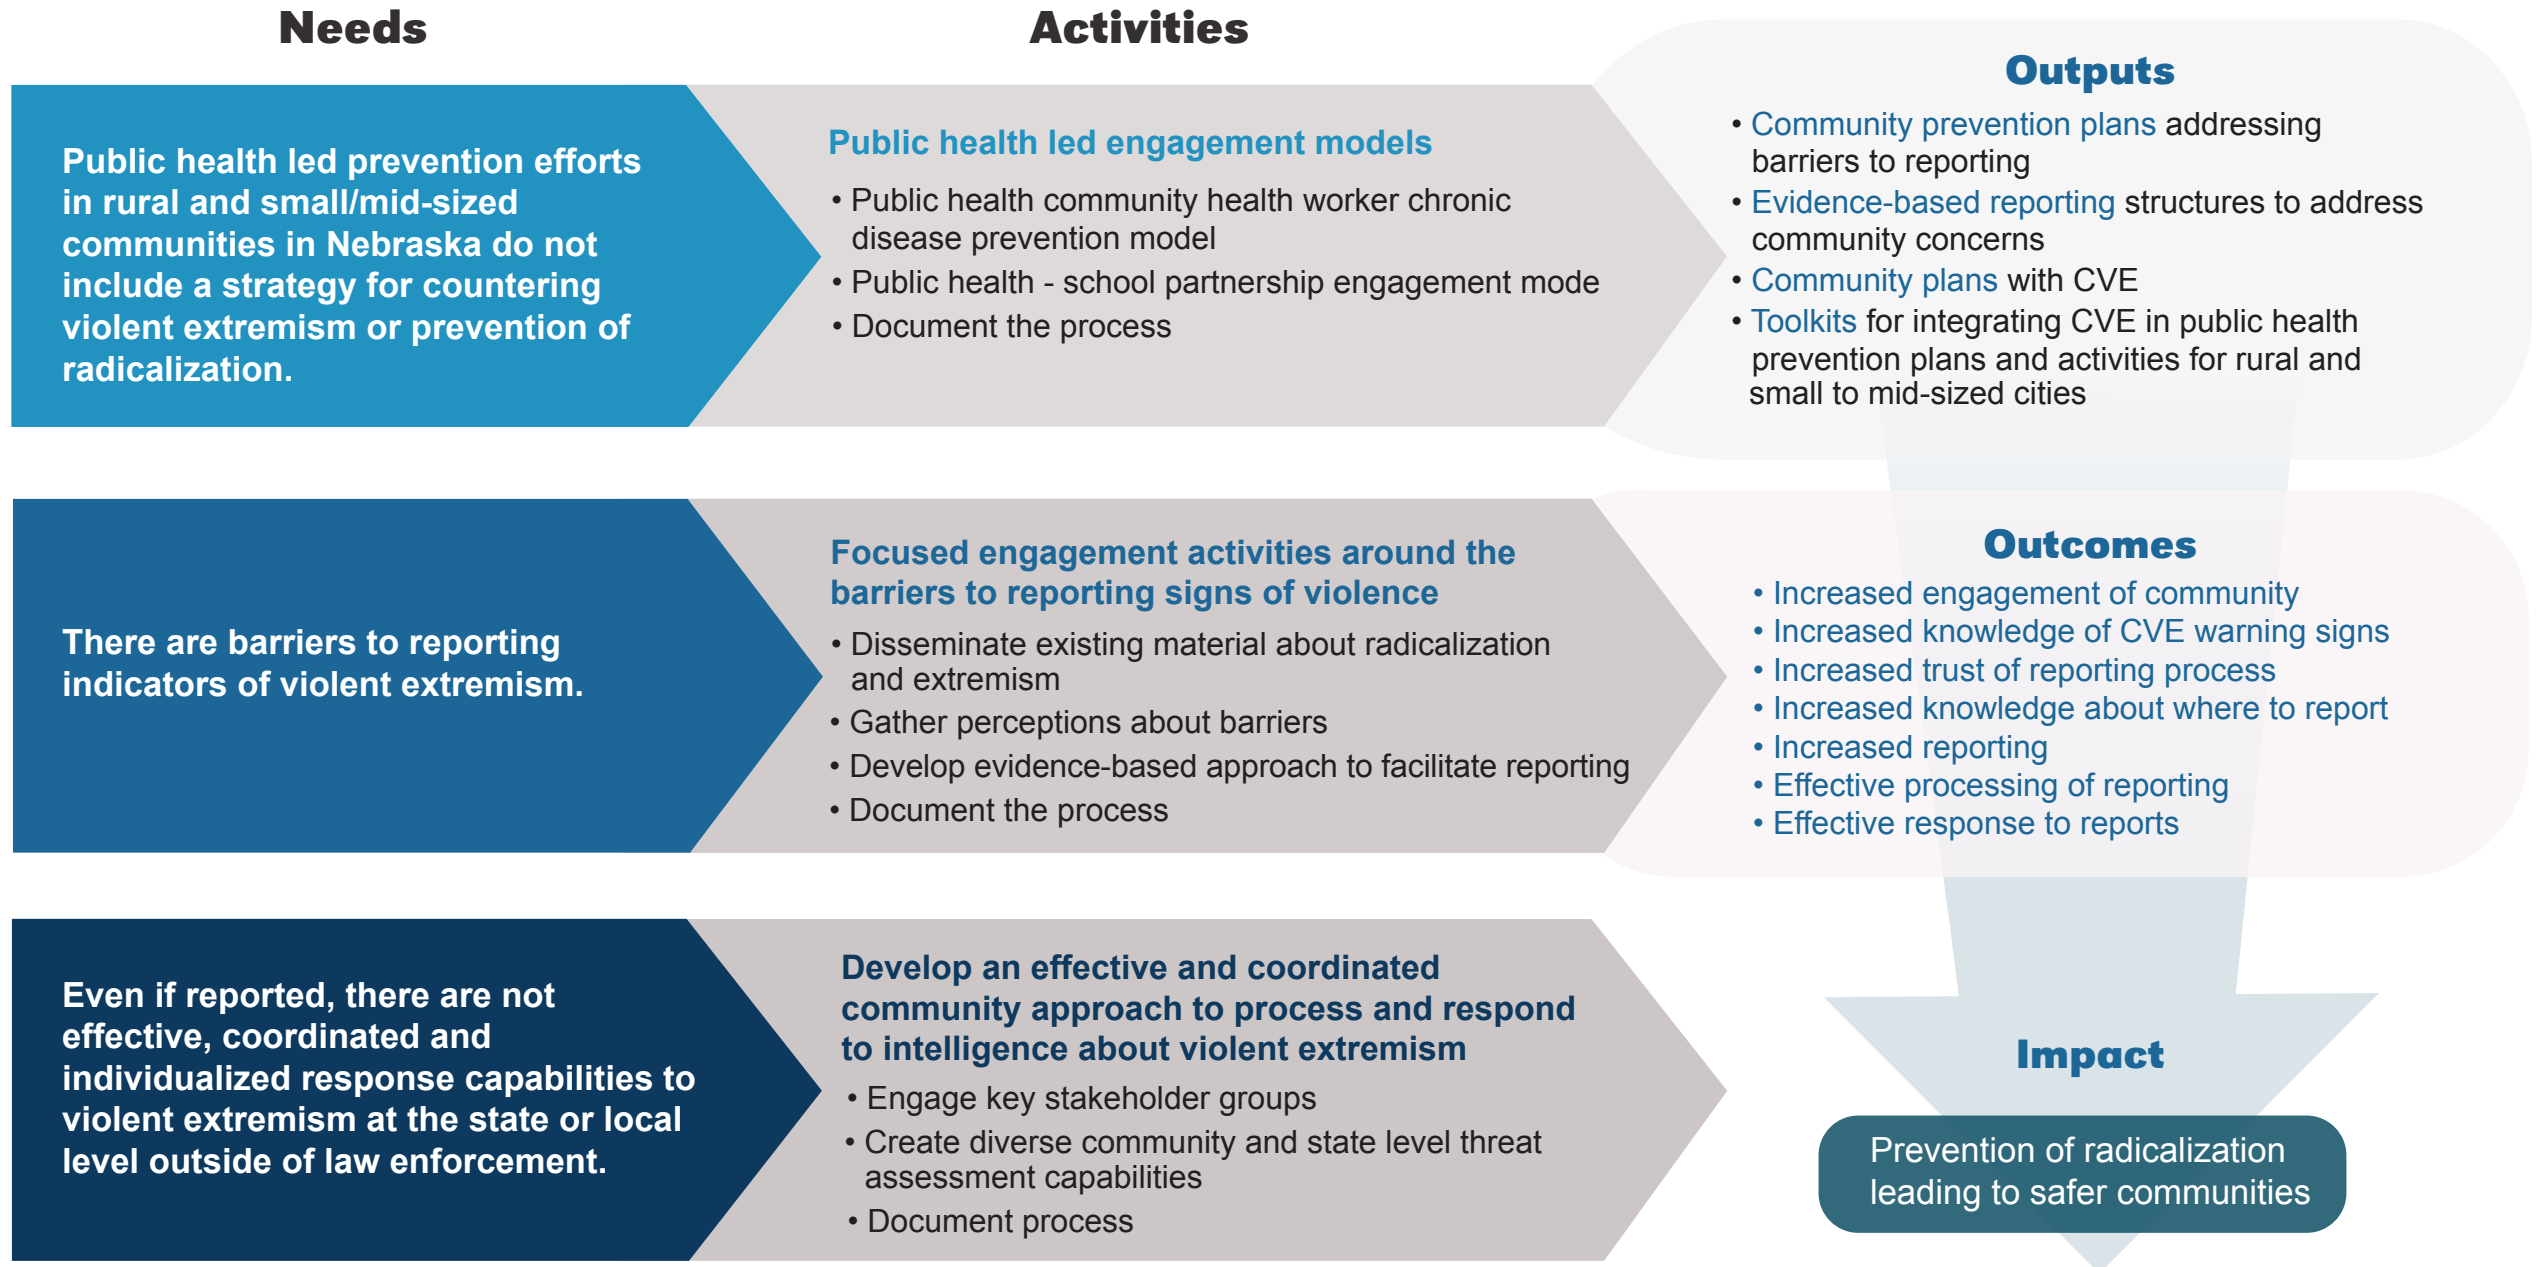 Needs
Public health led prevention efforts
in rural and small/mid-sized
communities in Nebraska do not
include a strategy for countering
violent extremism or prevention of
radicalization.
There are barriers to reporting
indicators of violent extremism.
Even if reported, there are not
effective, coordinated and
individualized response capabilities to
violent extremism at the state or local
level outside of law enforcement.
Activities
Public health led engagement models
• Public health community health worker chronic
disease prevention model
• Public health - school partnership engagement mode
• Document the process
Focused engagement activities around the
barriers to reporting signs of violence
• Disseminate existing material about radicalization
and extremism
• Gather perceptions about barriers
• Develop evidence-based approach to facilitate reporting
• Document the process
Develop an effective and coordinated
community approach to process and respond
to intelligence about violent extremism
• Engage key stakeholder groups
• Create diverse community and state level threat
assessment capabilities
• Document process
Outputs
• Community prevention plans addressing
barriers to reporting
• Evidence-based reporting structures to address
community concerns
• Community plans with CVE
• Toolkits for integrating CVE in public health
prevention plans and activities for rural and
small to mid-sized cities
Outcomes
• Increased engagement of community
• Increased knowledge of CVE warning signs
• Increased trust of reporting process
• Increased knowledge about where to report
• Increased reporting
• Effective processing of reporting
• Effective response to reports
Impact
Prevention of radicalization
leading to safer communities